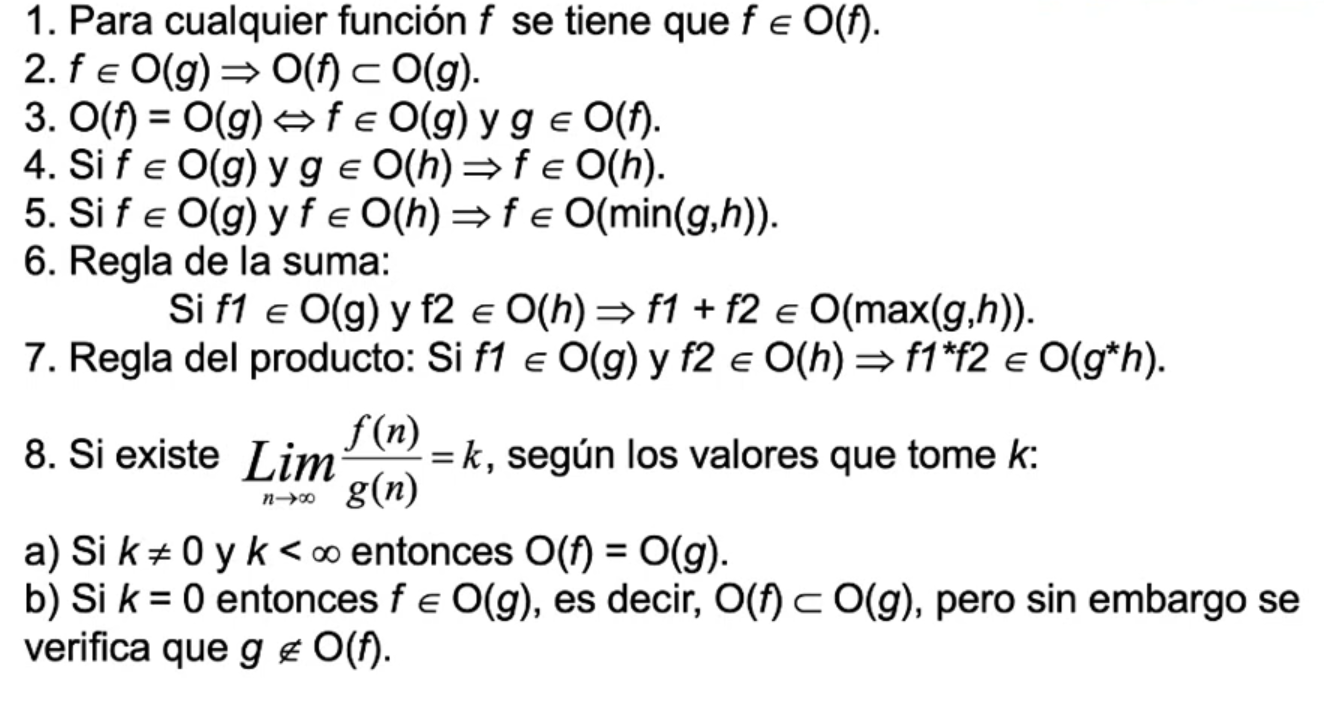 1. Para cualquier función f se tiene que f ∈ O(f).
2. f ∈ O(g) ⇒ O(f) ⊂ O(g).
3. O(f) = O(g) ⇔ f ∈ O(g) y g ∈ O(f).
4. Si f ∈ O(g) y g ∈ O(h) ⇒ f ∈ O(h).
5. Si f ∈ O(g) y f ∈ O(h) ⇒ f ∈ O(min(g,h)).
6. Regla de la suma:
Si f1 ∈ O(g) y f2 ∈ O(h) ⇒ f1 + f2 ∈ O(max(g,h)).
7. Regla del producto: Si f1 ∈ O(g) y f2 ∈ O(h) ⇒ f1*f2 ∈ O(g*h).
8. Si existe Lim n→∞ f(n)/g(n) = k, según los valores que tome k:
a) Si k ≠ 0 y k < ∞ entonces O(f) = O(g).
b) Si k = 0 entonces f ∈ O(g), es decir, O(f) ⊂ O(g), pero sin embargo se
verifica que g ∉ O(f).